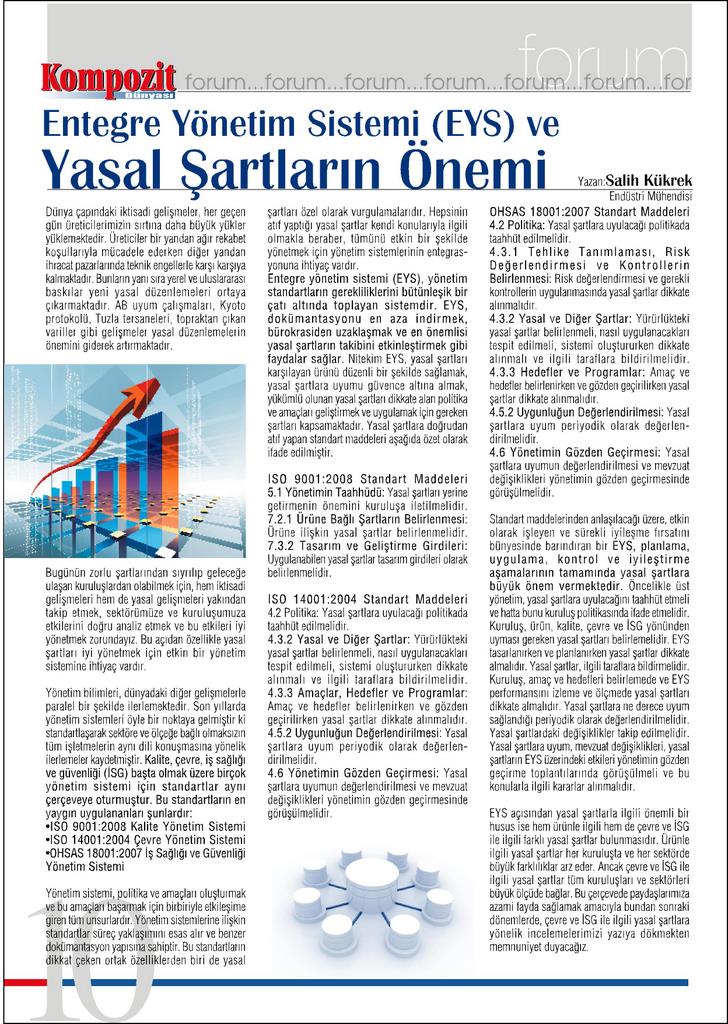 forum
Kompozit
Dünyası
forum...forum...forum...forum...forum...forum...for
Entegre Yönetim Sistemi (EYS) ve
Yasal Şartların Önemi
Yazan:Salih Kükrek
Endüstri Mühendisi
Dünya çapındaki iktisadi gelişmeler, her geçen
gün üreticilerimizin sırtına daha büyük yükler
yüklemektedir. Üreticiler bir yandan ağır rekabet
koşullarıyla mücadele ederken diğer yandan
ihracat pazarlarında teknik engellerle karşı karşıya
kalmaktadır. Bunların yanı sıra yerel ve uluslararası
baskılar yeni yasal düzenlemeleri ortaya
çıkarmaktadır. AB uyum çalışmaları, Kyoto
protokolü, Tuzla tersaneleri, topraktan çıkan
variller gibi gelişmeler yasal düzenlemelerin
önemini giderek artırmaktadır.
Bugünün zorlu şartlarından sıyrılıp geleceğe
ulaşan kuruluşlardan olabilmek için, hem iktisadi
gelişmeleri hem de yasal gelişmeleri yakından
takip etmek, sektörümüze ve kuruluşumuza
etkilerini doğru analiz etmek ve bu etkileri iyi
yönetmek zorundayız. Bu açıdan özellikle yasal
şartları iyi yönetmek için etkin bir yönetim
sistemine ihtiyaç vardır.
Yönetim bilimleri, dünyadaki diğer gelişmelerle
paralel bir şekilde ilerlemektedir. Son yıllarda
yönetim sistemleri öyle bir noktaya gelmiştir ki
standartlaşarak sektöre ve ölçeğe bağlı olmaksızın
tüm işletmelerin aynı dili konuşmasına yönelik
ilerlemeler kaydetmiştir. Kalite, çevre, iş sağlığı
ve güvenliği (İSG) başta olmak üzere birçok
yönetim sistemi için standartlar aynı
çerçeveye oturmuştur. Bu standartların en
yaygın uygulananları şunlardır:
•ISO 9001:2008 Kalite Yönetim Sistemi
•ISO 14001:2004 Çevre Yönetim Sistemi
•OHSAS 18001:2007 İş Sağlığı ve Güvenliği
Yönetim Sistemi
Yönetim sistemi, politika ve amaçları oluşturmak
ve bu amaçları başarmak için birbiriyle etkileşime
giren tüm unsurlardır. Yönetim sistemlerine ilişkin
standartlar süreç yaklaşımını esas alır ve benzer
dokümantasyon yapısına sahiptir. Bu standartların
dikkat çeken ortak özelliklerden biri de yasal
şartları özel olarak vurgulamalarıdır. Hepsinin
atıf yaptığı yasal şartlar kendi konularıyla ilgili
olmakla beraber, tümünü etkin bir şekilde
yönetmek için yönetim sistemlerinin entegras-
yonuna ihtiyaç vardır.
Entegre yönetim sistemi (EYS), yönetim
standartların gerekliliklerini bütünleşik bir
çatı altında toplayan sistemdir. EYS,
dokümantasyonu en aza indirmek,
bürokrasiden uzaklaşmak ve en önemlisi
yasal şartların takibini etkinleştirmek gibi
faydalar sağlar. Nitekim EYS, yasal şartları
karşılayan ürünü düzenli bir şekilde sağlamak,
yasal şartlara uyumu güvence altına almak,
yükümlü olunan yasal şartları dikkate alan politika
ve amaçları geliştirmek ve uygulamak için gereken
şartları kapsamaktadır. Yasal şartlara doğrudan
atıf yapan standart maddeleri aşağıda özet olarak
ifade edilmiştir.
ISO 9001:2008 Standart Maddeleri
5.1 Yönetimin Taahhüdü: Yasal şartları yerine
getirmenin önemini kuruluşa iletilmelidir.
7.2.1 Ürüne Bağlı Şartların Belirlenmesi:
Ürüne ilişkin yasal şartlar belirlenmelidir.
7.3.2 Tasarım ve Geliştirme Girdileri:
Uygulanabilen yasal şartlar tasarım girdileri olarak
belirlenmelidir.
ISO 14001:2004 Standart Maddeleri
4.2 Politika: Yasal şartlara uyulacağı politikada
taahhüt edilmelidir.
4.3.2 Yasal ve Diğer Şartlar: Yürürlükteki
yasal şartlar belirlenmeli, nasıl uygulanacakları
tespit edilmeli, sistemi oluştururken dikkate
alınmalı ve ilgili taraflara bildirilmelidir.
4.3.3 Amaçlar, Hedefler ve Programlar:
Amaç ve hedefler belirlenirken ve gözden
geçirilirken yasal şartlar dikkate alınmalıdır.
4.5.2 Uygunluğun Değerlendirilmesi: Yasal
şartlara uyum periyodik olarak değerlen-
dirilmelidir.
4.6 Yönetimin Gözden Geçirmesi: Yasal
şartlara uyumun değerlendirilmesi ve mevzuat
değişiklikleri yönetimin gözden geçirmesinde
görüşülmelidir.
OHSAS 18001:2007 Standart Maddeleri
4.2 Politika: Yasal şartlara uyulacağı politikada
taahhüt edilmelidir.
4.3.1 Tehlike Tanımlaması, Risk
Değerlendirmesi ve Kontrollerin
Belirlenmesi: Risk değerlendirmesi ve gerekli
kontrollerin uygulanmasında yasal şartlar dikkate
alınmalıdır.
4.3.2 Yasal ve Diğer Şartlar: Yürürlükteki
yasal şartlar belirlenmeli, nasıl uygulanacakları
tespit edilmeli, sistemi oluştururken dikkate
alınmalı ve ilgili taraflara bildirilmelidir.
4.3.3 Hedefler ve Programlar: Amaç ve
hedefler belirlenirken ve gözden geçirilirken yasal
şartlar dikkate alınmalıdır.
4.5.2 Uygunluğun Değerlendirilmesi: Yasal
şartlara uyum periyodik olarak değerlen-
dirilmelidir.
4.6 Yönetimin Gözden Geçirmesi: Yasal
şartlara uyumun değerlendirilmesi ve mevzuat
değişiklikleri yönetimin gözden geçirmesinde
görüşülmelidir.
Standart maddelerinden anlaşılacağı üzere, etkin
olarak işleyen ve sürekli iyileşme fırsatını
bünyesinde barındıran bir EYS, planlama,
uygulama, kontrol ve iyileştirme
aşamalarının tamamında yasal şartlara
büyük önem vermektedir. Öncelikle üst
yönetim, yasal şartlara uyulacağını taahhüt etmeli
ve hatta bunu kuruluş politikasında ifade etmelidir.
Kuruluş, ürün, kalite, çevre ve İSG yönünden
uyması gereken yasal şartları belirlemelidir. EYS
tasarlanırken ve planlanırken yasal şartlar dikkate
almalıdır. Yasal şartlar, ilgili taraflara bildirmelidir.
Kuruluş, amaç ve hedefleri belirlemede ve EYS
performansını izleme ve ölçmede yasal şartları
dikkate almalıdır. Yasal şartlara ne derece uyum
sağlandığı periyodik olarak değerlendirilmelidir.
Yasal şartlardaki değişiklikler takip edilmelidir.
Yasal şartlara uyum, mevzuat değişiklikleri, yasal
şartların EYS üzerindeki etkileri yönetimin gözden
geçirme toplantılarında görüşülmeli ve bu
konularla ilgili kararlar alınmalıdır.
EYS açısından yasal şartlarla ilgili önemli bir
husus ise hem ürünle ilgili hem de çevre ve İSG
ile ilgili farklı yasal şartlar bulunmasıdır. Ürünle
ilgili yasal şartlar her kuruluşta ve her sektörde
büyük farklılıklar arz eder. Ancak çevre ve İSG ile
ilgili yasal şartlar tüm kuruluşları ve sektörleri
büyük ölçüde bağlar. Bu çerçevede paydaşlarımıza
azami fayda sağlamak amacıyla bundan sonraki
dönemlerde, çevre ve İSG ile ilgili yasal şartlara
yönelik incelemelerimizi yazıya dökmekten
memnuniyet duyacağız.
10